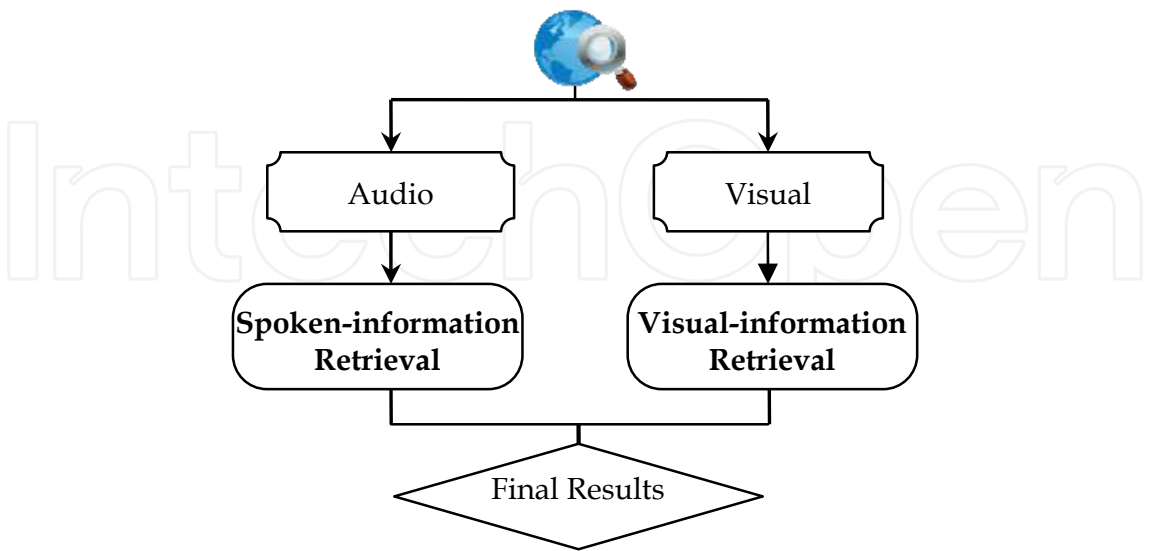 IntechOpen
Audio
Visual
Spoken-information
Retrieval
Visual-information
Retrieval
Final Results